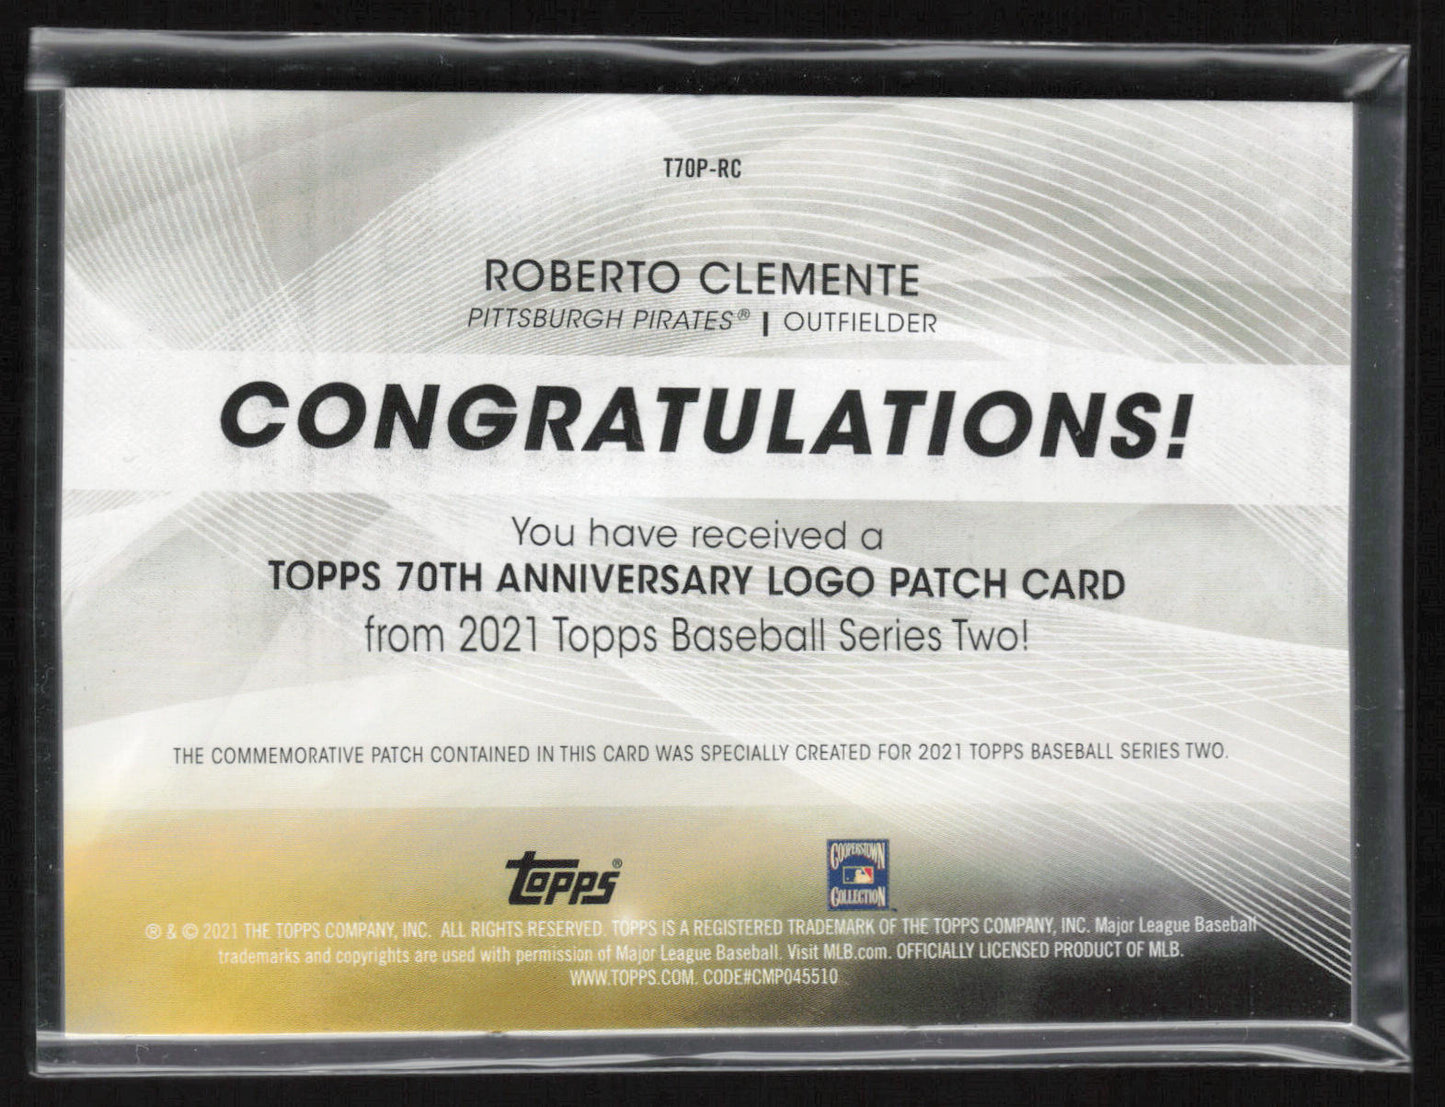 T70P-RC
ROBERTO CLEMENTE
PITTSBURGH PIRATES® | OUTFIELDER
CONGRATULATIONS!
You have received a
TOPPS 70TH ANNIVERSARY LOGO PATCH CARD
from 2021 Topps Baseball Series Two!
THE COMMEMORATIVE PATCH CONTAINED IN THIS CARD WAS SPECIALLY CREATED FOR 2021 TOPPS BASEBALL SERIES TWO.
topps®
COOPERSTOWN
COLLECTION
® & © 2021 THE TOPPS COMPANY, INC. ALL RIGHTS RESERVED. TOPPS IS A REGISTERED TRADEMARK OF THE TOPPS COMPANY, INC. Major League Baseball
trademarks and copyrights are used with permission of Major League Baseball. Visit MLB.com. OFFICIALLY LICENSED PRODUCT OF MLB.
WWW.TOPPS.COM. CODE#CMP045510